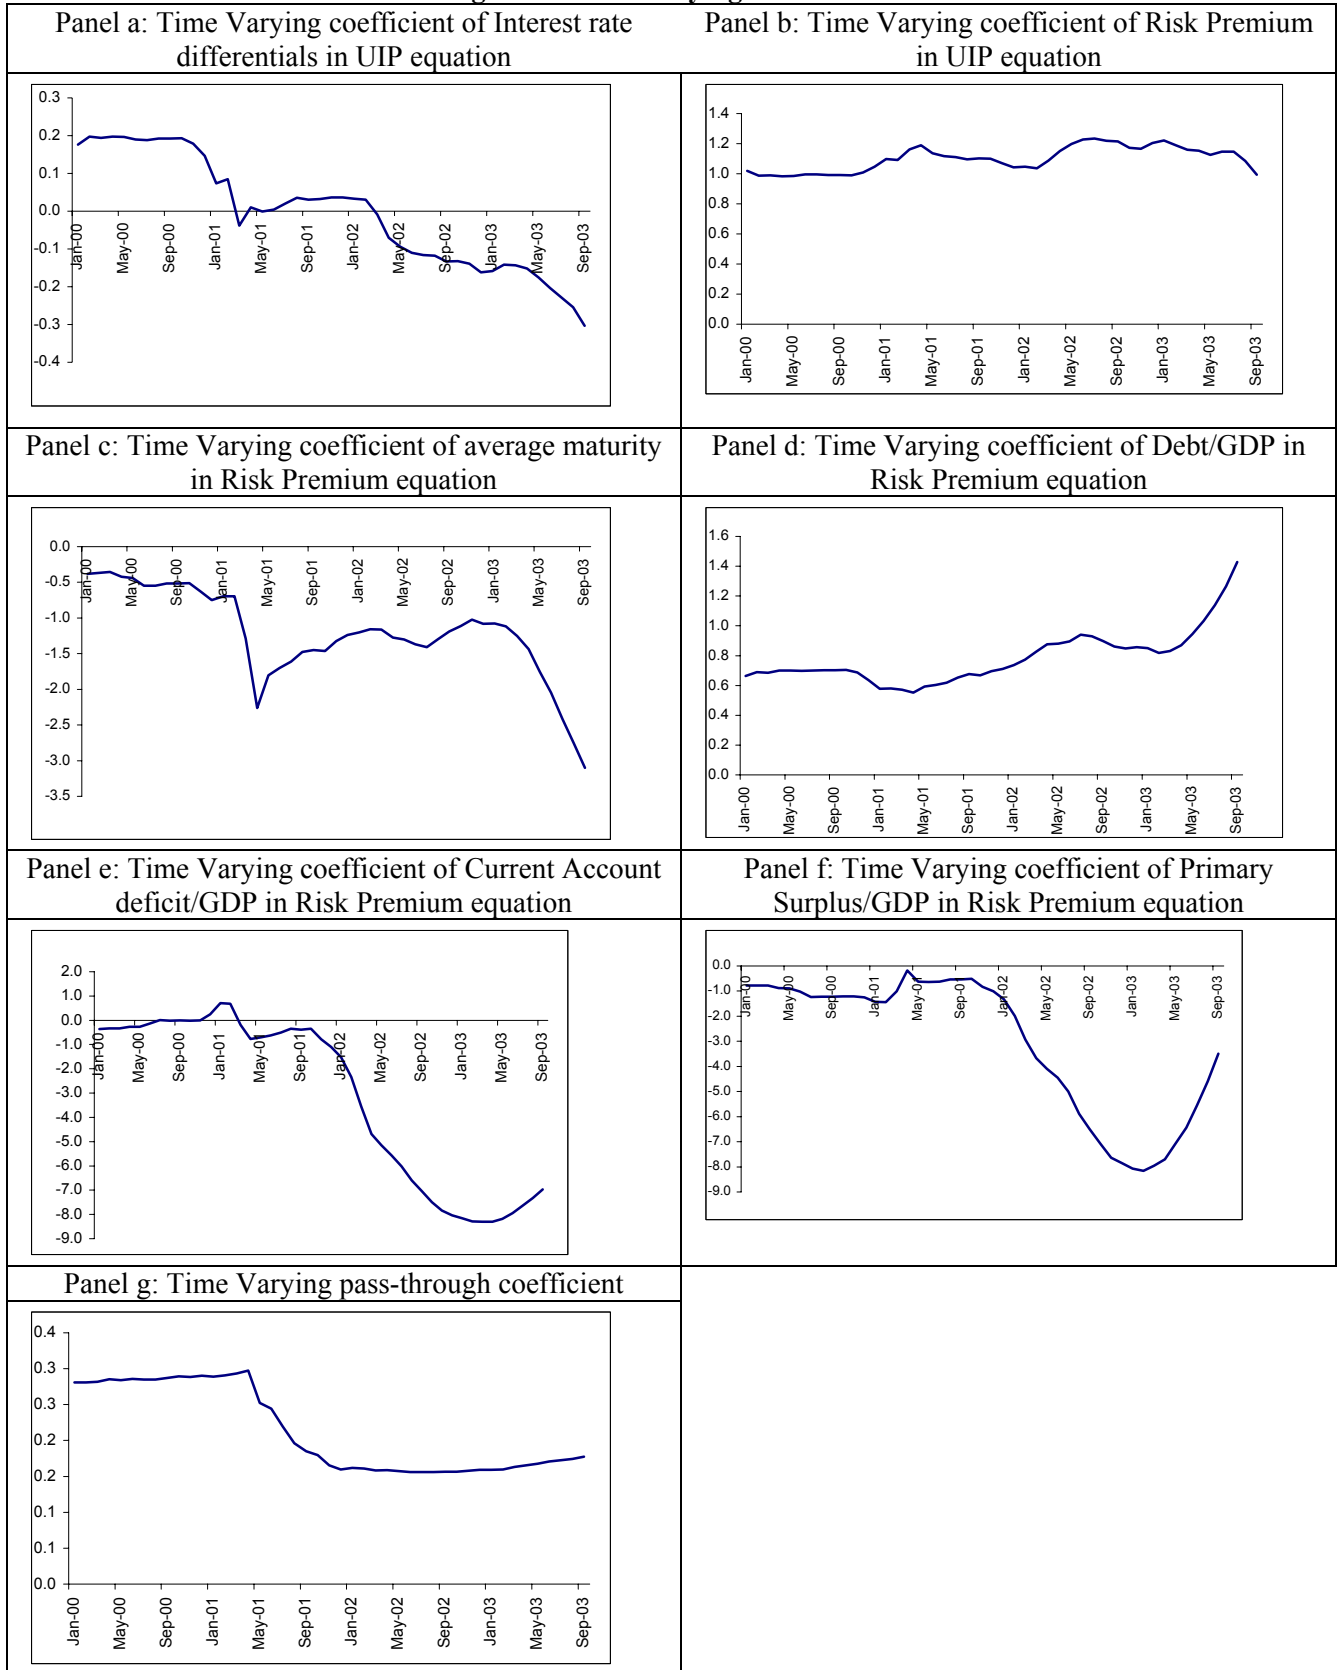 Panel a: Time Varying coefficient of Interest rate
differentials in UIP equation
Panel b: Time Varying coefficient of Risk Premium
in UIP equation
0.3
0.2
0.1
0.0
-0.1
-0.2
-0.3
-0.4
Jan-00
May-00
Sep-00
Jan-01
May-01
Sep-01
Jan-02
May-02
Sep-02
Jan-03
May-03
Sep-03
1.4
1.2
1.0
0.8
0.6
0.4
0.2
0.0
Jan-00
May-00
Sep-00
Jan-01
May-01
Sep-01
Jan-02
May-02
Sep-02
Jan-03
May-03
Sep-03
Panel c: Time Varying coefficient of average maturity
in Risk Premium equation
Panel d: Time Varying coefficient of Debt/GDP in
Risk Premium equation
0.0
-0.5
-1.0
-1.5
-2.0
-2.5
-3.0
-3.5
Jan-00
May-00
Sep-00
Jan-01
May-01
Sep-01
Jan-02
May-02
Sep-02
Jan-03
May-03
Sep-03
1.6
1.4
1.2
1.0
0.8
0.6
0.4
0.2
0.0
Jan-00
May-00
Sep-00
Jan-01
May-01
Sep-01
Jan-02
May-02
Sep-02
Jan-03
May-03
Sep-03
Panel e: Time Varying coefficient of Current Account
deficit/GDP in Risk Premium equation
Panel f: Time Varying coefficient of Primary
Surplus/GDP in Risk Premium equation
2.0
1.0
0.0
-1.0
-2.0
-3.0
-4.0
-5.0
-6.0
-7.0
-8.0
-9.0
Jan-00
May-00
Sep-00
Jan-01
May-01
Sep-01
Jan-02
May-02
Sep-02
Jan-03
May-03
Sep-03
0.0
-1.0
-2.0
-3.0
-4.0
-5.0
-6.0
-7.0
-8.0
-9.0
Jan-00
May-00
Sep-00
Jan-01
May-01
Sep-01
Jan-02
May-02
Sep-02
Jan-03
May-03
Sep-03
Panel g: Time Varying pass-through coefficient
0.4
0.3
0.3
0.2
0.2
0.1
0.1
0.0
Jan-00
May-00
Sep-00
Jan-01
May-01
Sep-01
Jan-02
May-02
Sep-02
Jan-03
May-03
Sep-03